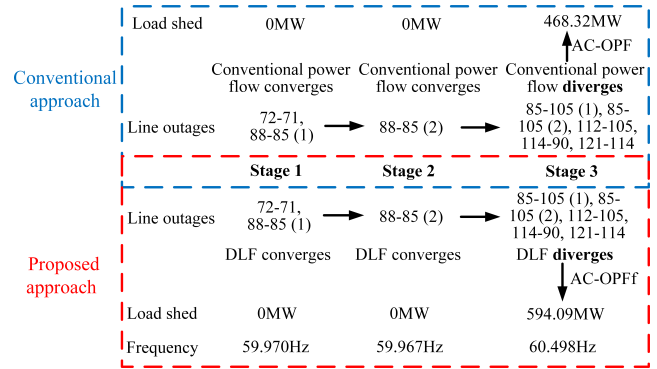 Load shed 0MW 0MW 468.32MW
AC-OPF
Conventional approach
Conventional power flow converges
Conventional power flow converges
Conventional power flow diverges
Line outages
72-71, 88-85 (1)
88-85 (2)
85-105 (1), 85-
105 (2), 112-105,
114-90, 121-114
Stage 1 Stage 2 Stage 3
Line outages
72-71, 88-85 (1)
88-85 (2)
85-105 (1), 85-
105 (2), 112-105,
114-90, 121-114
Proposed approach
DLF converges DLF converges DLF diverges
AC-OPFf
Load shed 0MW 0MW 594.09MW
Frequency 59.970Hz 59.967Hz 60.498Hz